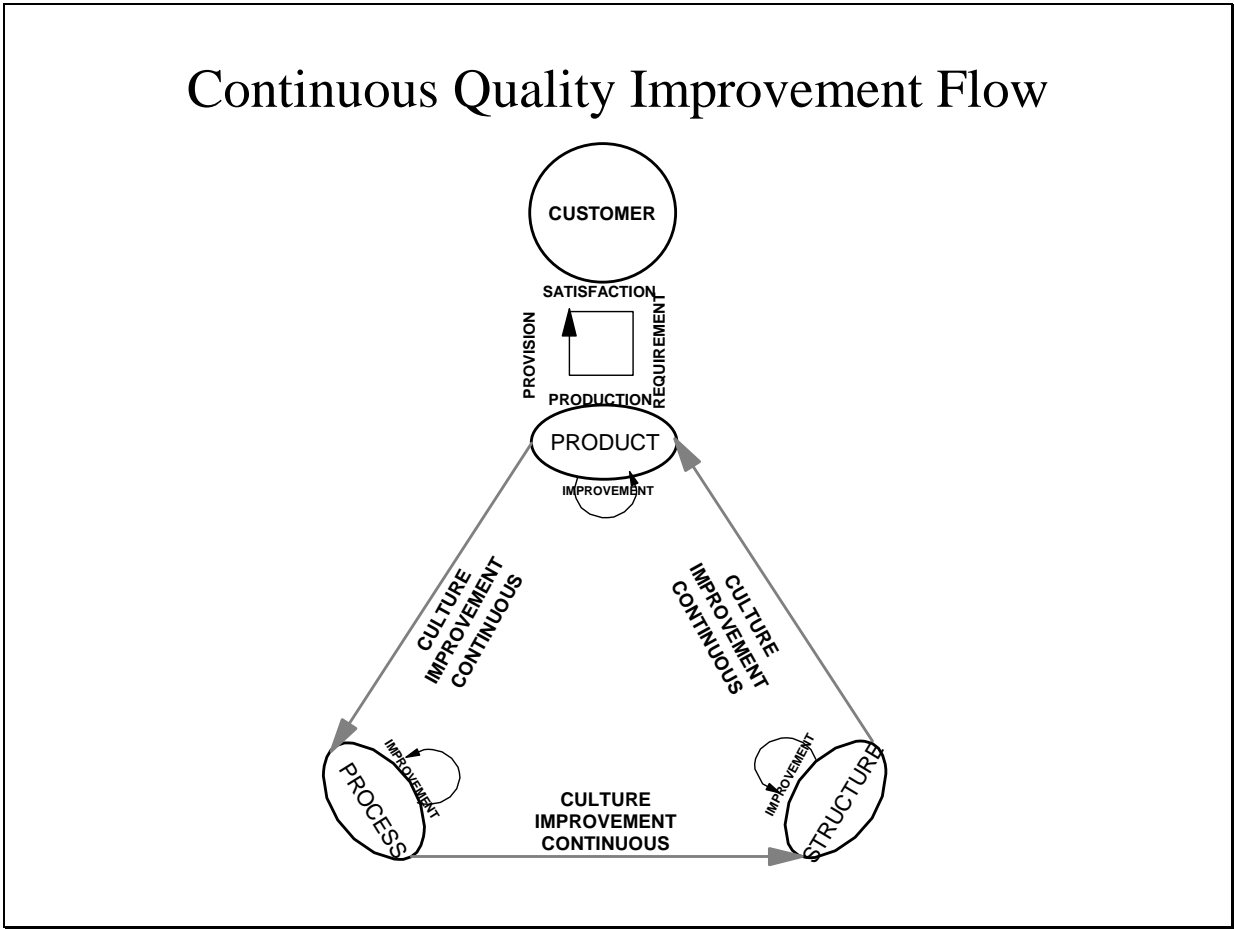 Continuous Quality Improvement Flow
CUSTOMER
SATISFACTION
PROVISION
REQUIREMENT
PRODUCTION
PRODUCT
IMPROVEMENT
CULTURE
IMPROVEMENT
CONTINUOUS
CULTURE
IMPROVEMENT
CONTINUOUS
PROCESS
IMPROVEMENT
CULTURE
IMPROVEMENT
CONTINUOUS
IMPROVEMENT
STRUCTURE